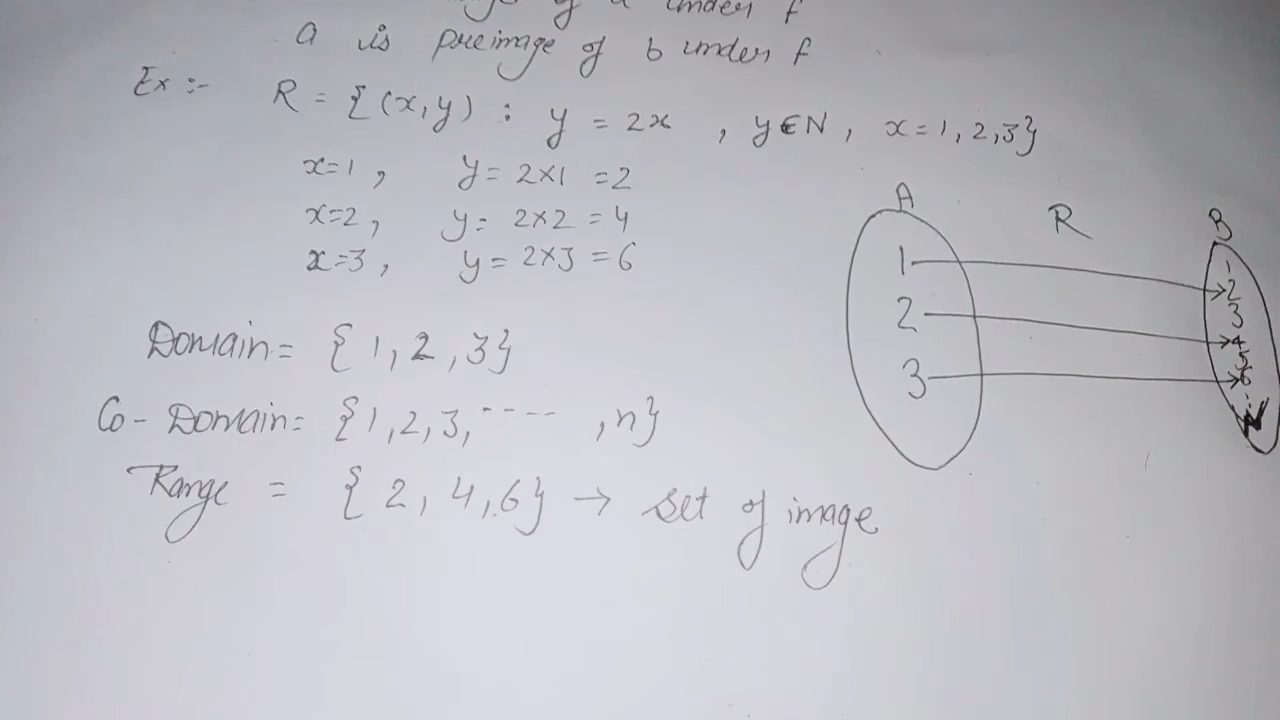 of a under f
a is preimage of b under f
Ex :- R = {(x,y) : y = 2x , y∈N, x=1,2,3}
x=1, y= 2×1 =2
x=2, y= 2×2 =4
x=3, y= 2×3 =6
A R B
1 1
2 2
3 3
4
5
6
Domain= {1,2,3}
Co-Domain= {1,2,3,----,n}
Range = {2,4,6} → set of image